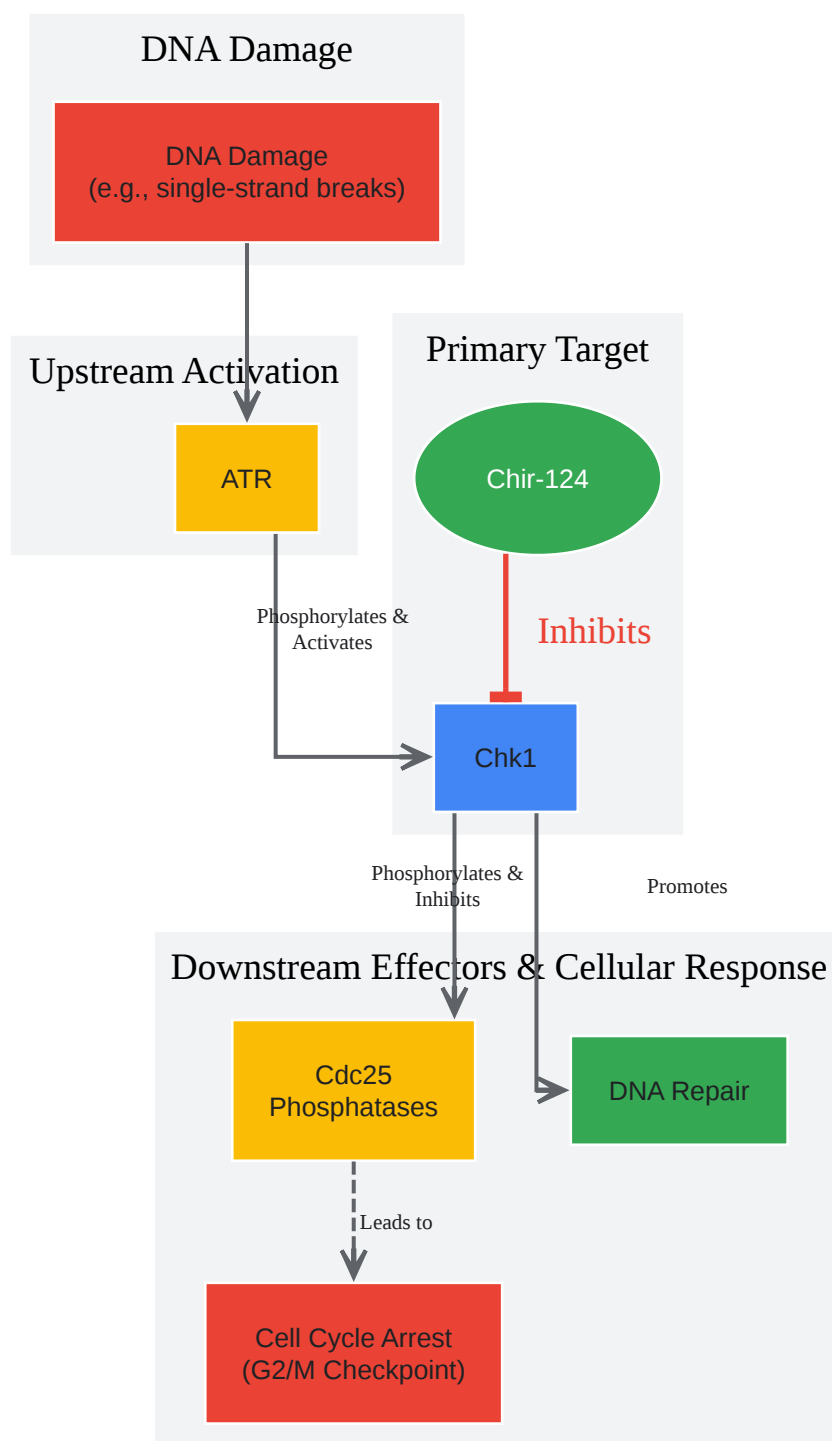 DNA Damage
DNA Damage
(e.g., single-strand breaks)
Upstream Activation
ATR
Primary Target
Chir-124
Phosphorylates &
Activates
Inhibits
Chk1
Phosphorylates &
Inhibits
Promotes
Downstream Effectors & Cellular Response
Cdc25
Phosphatases
DNA Repair
Leads to
Cell Cycle Arrest
(G2/M Checkpoint)